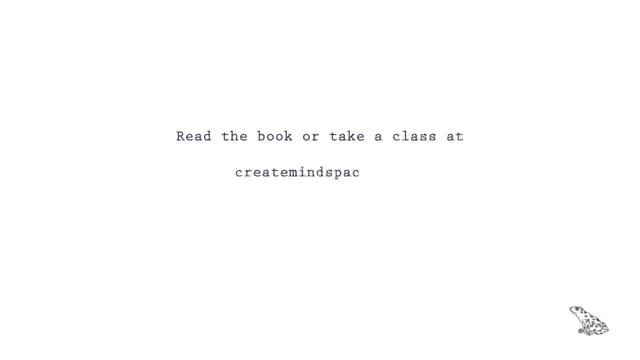 Read the book or take a class at
createmindspac